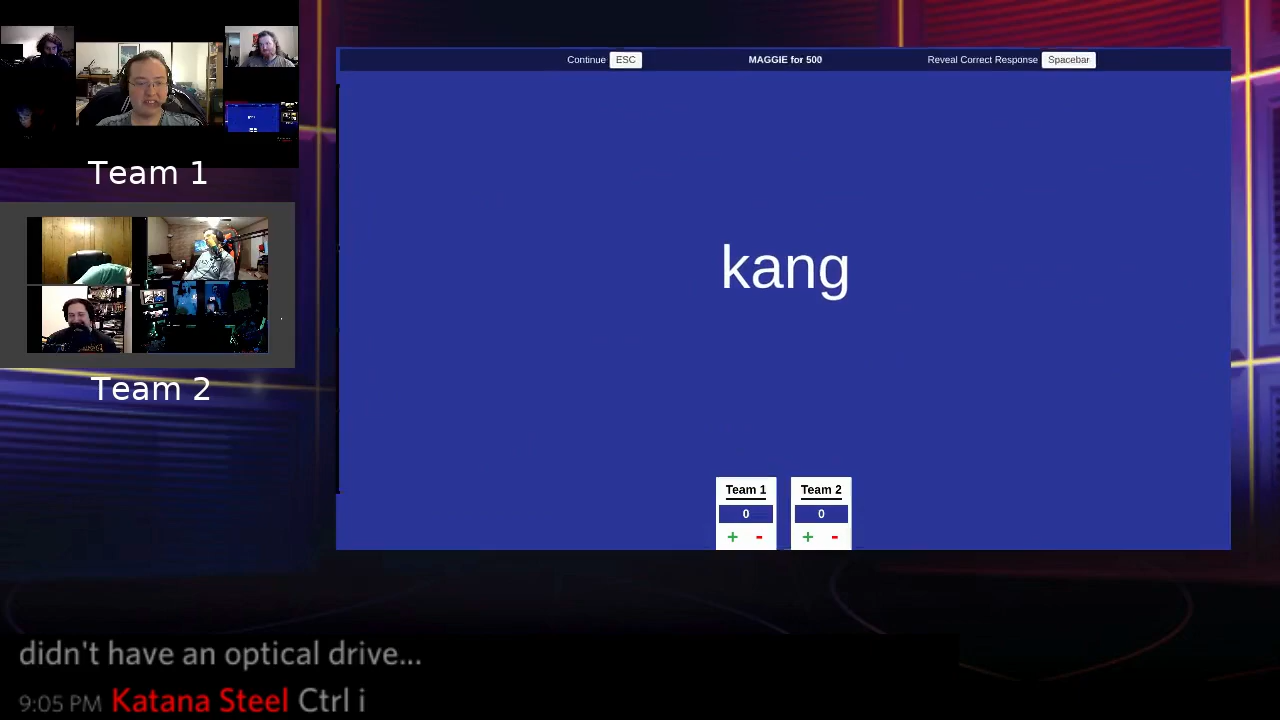 Team 1
Team 2
Continue ESC
MAGGIE for 500
Reveal Correct Response Spacebar
kang
Team 1
0
+ -
Team 2
0
+ -
didn't have an optical drive...
9:05 PM Katana Steel Ctrl i